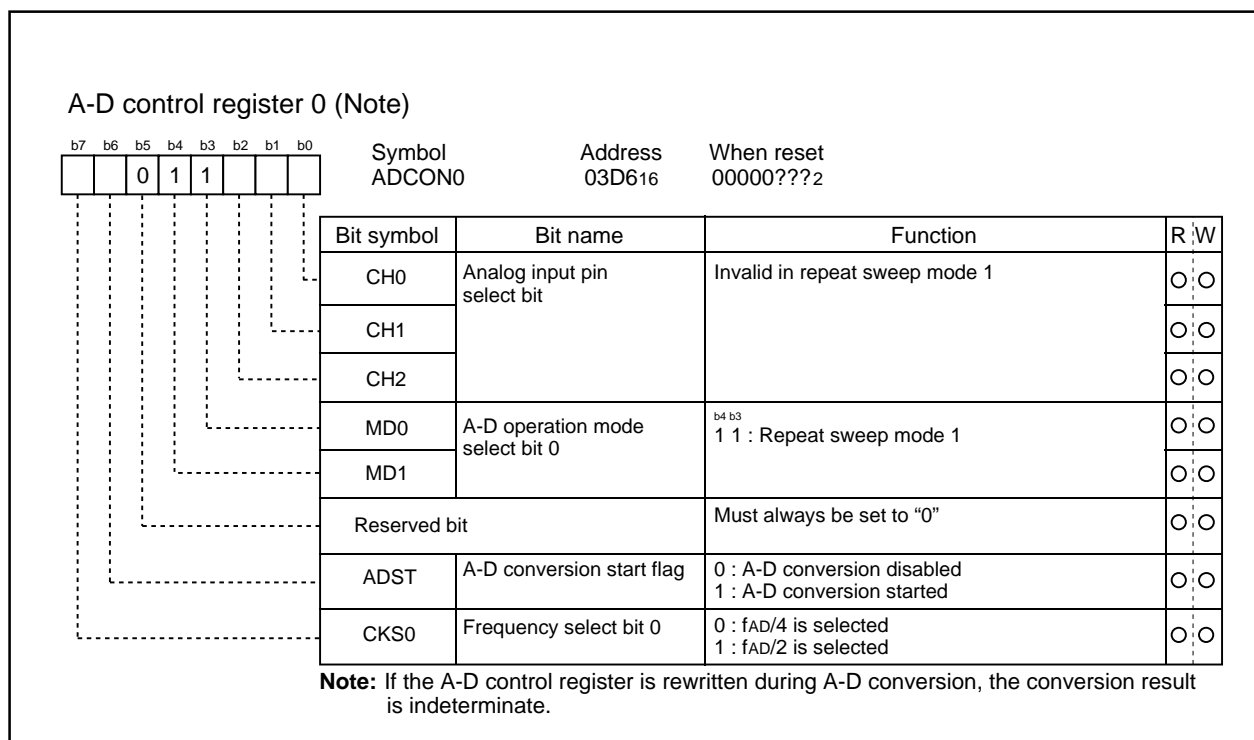 A-D control register 0 (Note)
b7 b6 b5 b4 b3 b2 b1 b0
0 1 1
Symbol Address When reset
ADCON0 03D616 00000???2
Bit symbol Bit name Function R W
CH0 Analog input pin select bit Invalid in repeat sweep mode 1
CH1
CH2
MD0 A-D operation mode select bit 0
b4 b3
1 1 : Repeat sweep mode 1
MD1
Reserved bit Must always be set to “0”
ADST A-D conversion start flag 0 : A-D conversion disabled
1 : A-D conversion started
CKS0 Frequency select bit 0 0 : fAD/4 is selected
1 : fAD/2 is selected
Note: If the A-D control register is rewritten during A-D conversion, the conversion result
is indeterminate.